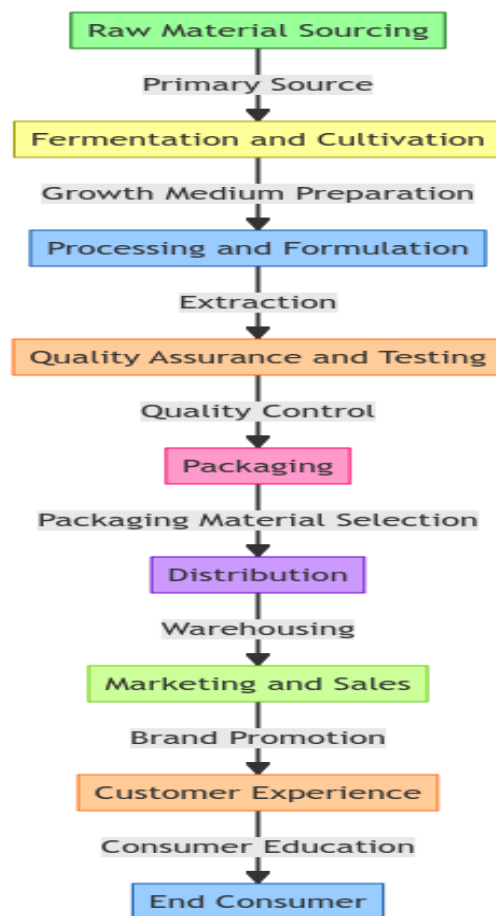 Raw Material Sourcing
Primary Source
Fermentation and Cultivation
Growth Medium Preparation
Processing and Formulation
Extraction
Quality Assurance and Testing
Quality Control
Packaging
Packaging Material Selection
Distribution
Warehousing
Marketing and Sales
Brand Promotion
Customer Experience
Consumer Education
End Consumer